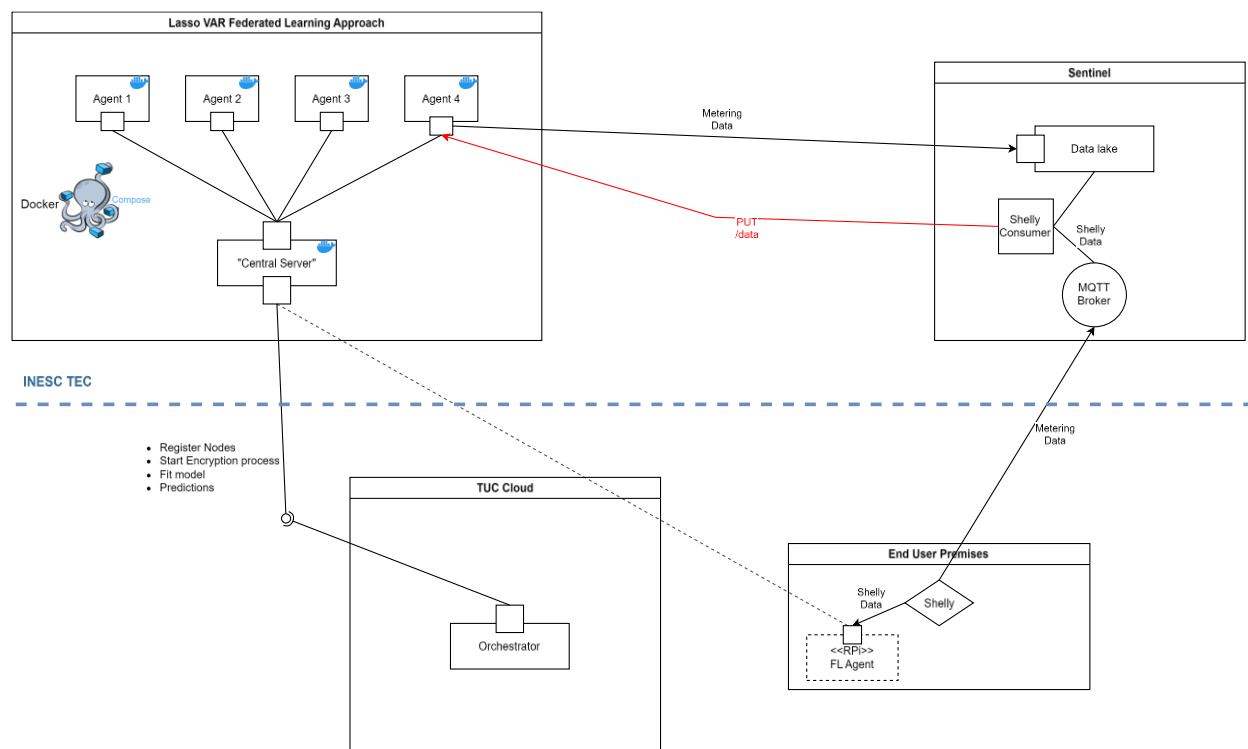 Lasso VAR Federated Learning Approach
Agent 1
Agent 2
Agent 3
Agent 4
Docker
Compose
"Central Server"
Metering
Data
PUT
/data
Sentinel
Data lake
Shelly
Consumer
Shelly
Data
MQTT
Broker
INESC TEC
Register Nodes
Start Encryption process
Fit model
Predictions
Metering
Data
TUC Cloud
Orchestrator
End User Premises
Shelly
Data
Shelly
<<RPi>>
FL Agent